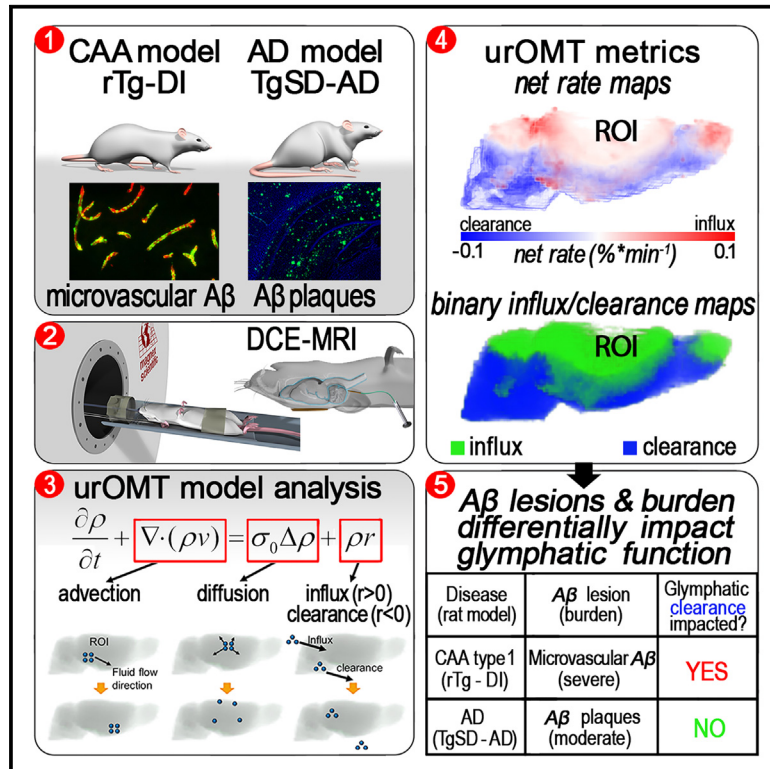 1
CAA model
rTg-DI
AD model
TgSD-AD
microvascular Aβ
Aβ plaques
2
DCE-MRI
3
urOMT model analysis
∂ρ/∂t + ∇·(ρv) = σ₀Δρ + ρr
advection
diffusion
influx (r>0)
clearance (r<0)
ROI
Fluid flow
direction
Influx
clearance
4
urOMT metrics
net rate maps
ROI
clearance
influx
-0.1
net rate (%*min⁻¹)
0.1
binary influx/clearance maps
ROI
influx
clearance
5
Aβ lesions & burden
differentially impact
glymphatic function
Disease
(rat model)
Aβ lesion
(burden)
Glymphatic
clearance
impacted?
CAA type1
(rTg - DI)
Microvascular Aβ
(severe)
YES
AD
(TgSD-AD)
Aβ plaques
(moderate)
NO